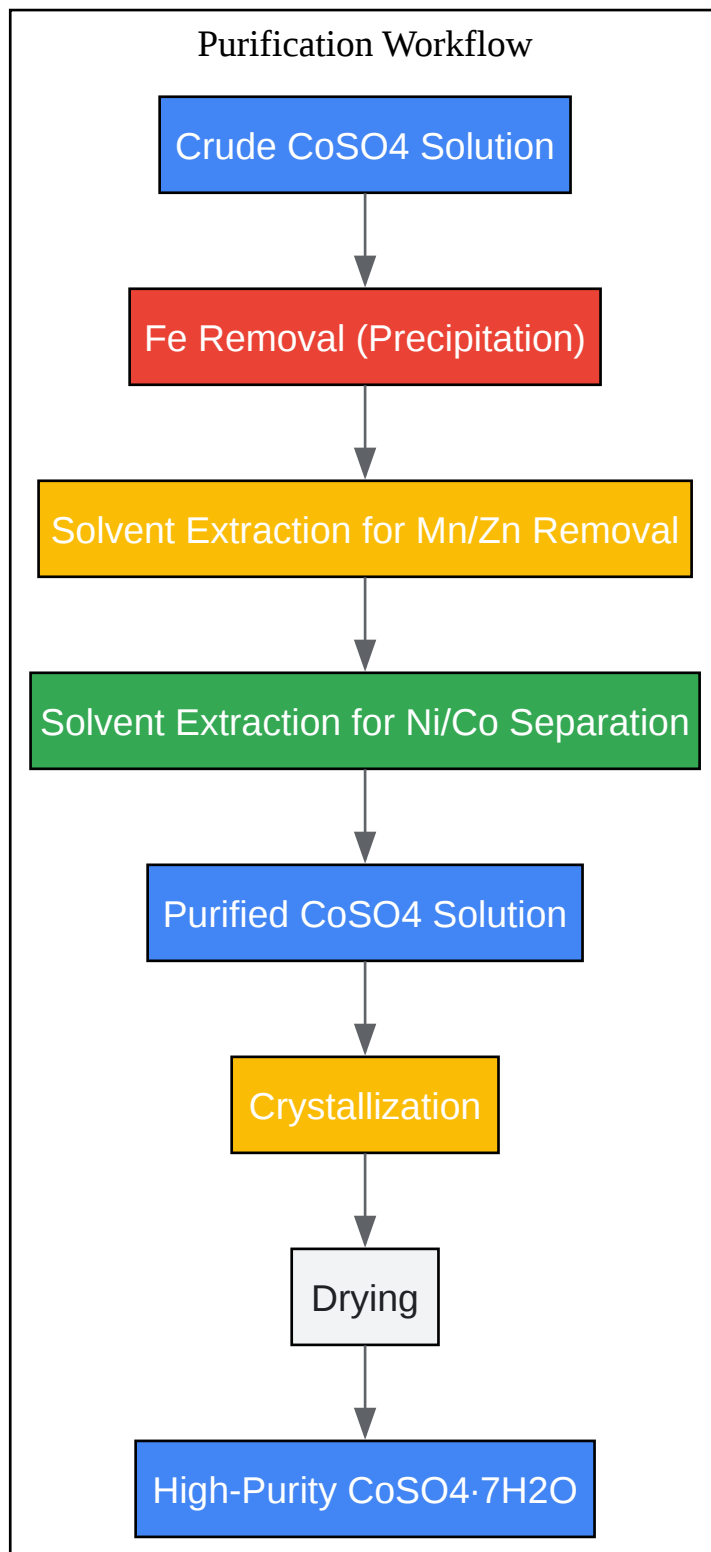 Purification Workflow
Crude CoSO4 Solution
Fe Removal (Precipitation)
Solvent Extraction for Mn/Zn Removal
Solvent Extraction for Ni/Co Separation
Purified CoSO4 Solution
Crystallization
Drying
High-Purity CoSO4·7H2O